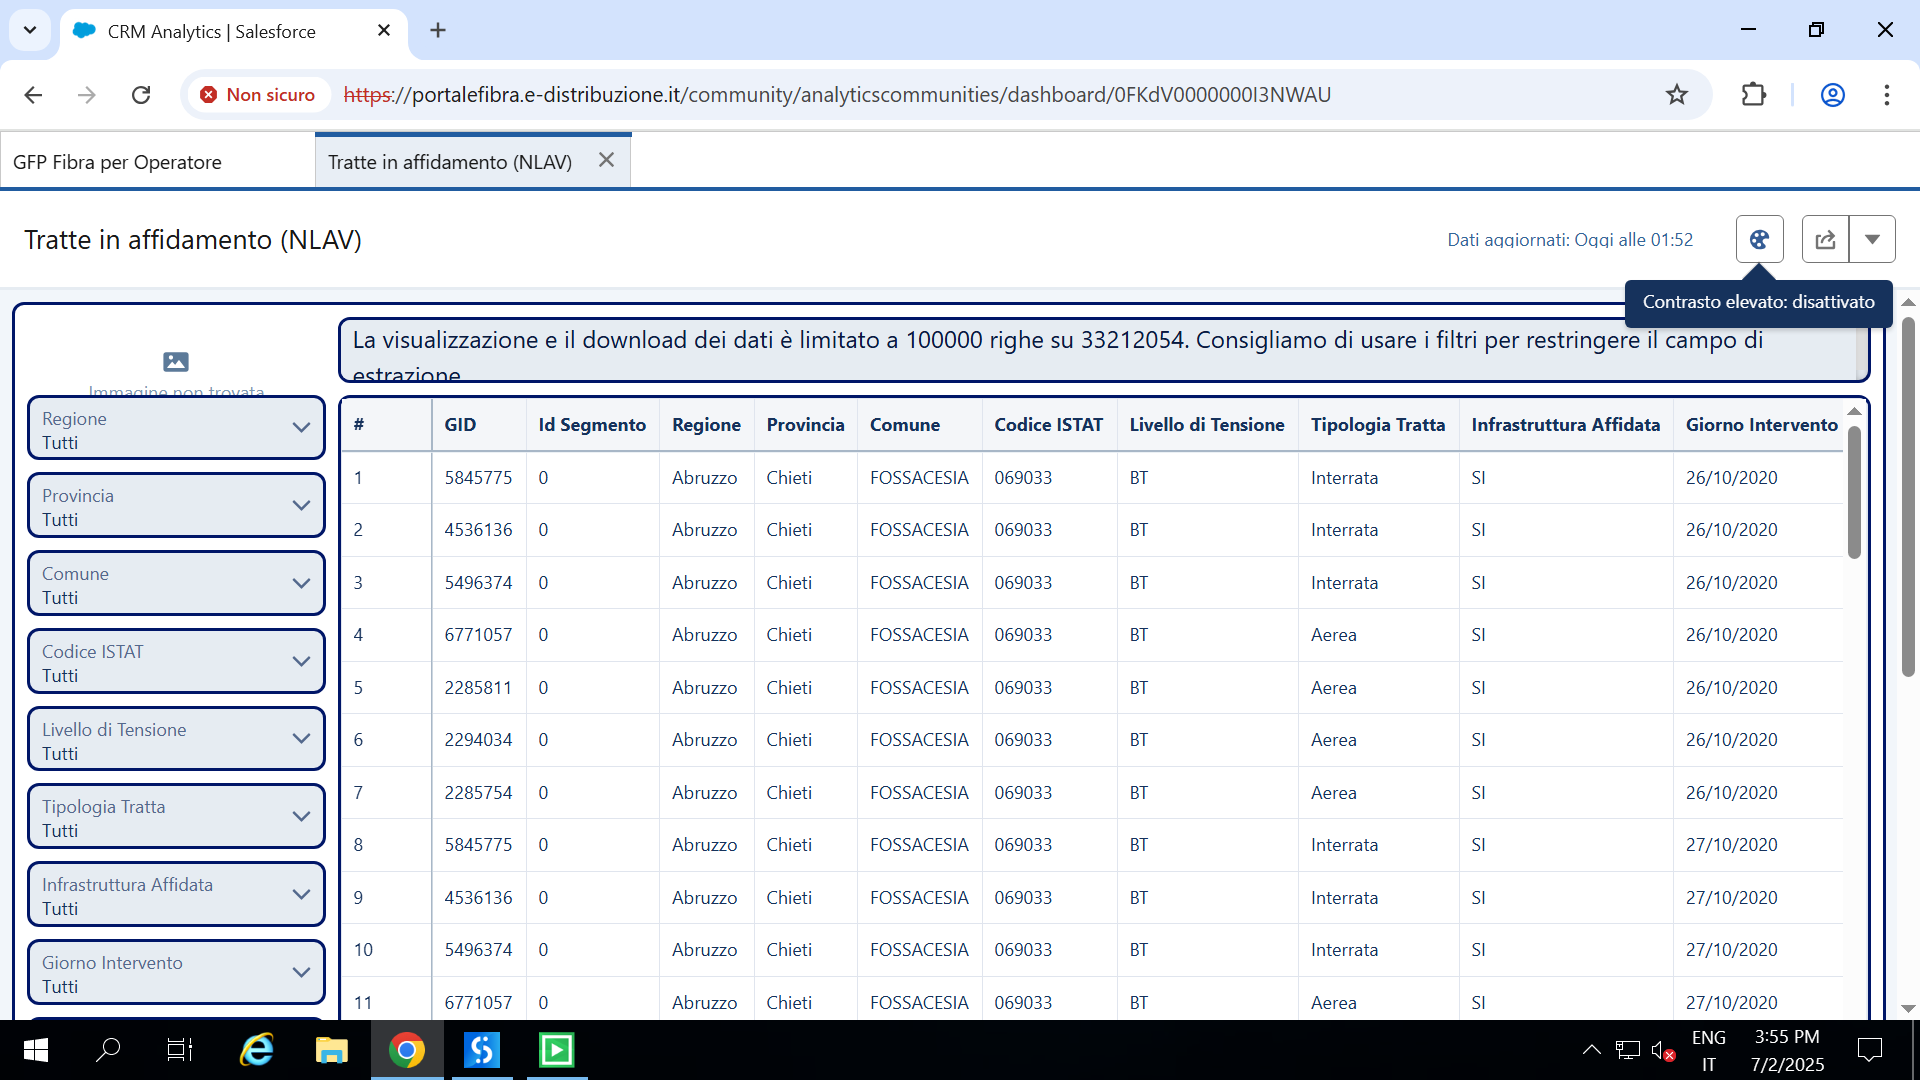 CRM Analytics | Salesforce
Non sicuro
https://portalefibra.e-distribuzione.it/community/analyticscommunities/dashboard/0FKdV0000000I3NWAU
GFP Fibra per Operatore
Tratte in affidamento (NLAV)
Tratte in affidamento (NLAV)
Dati aggiornati: Oggi alle 01:52
Contrasto elevato: disattivato
Immagine non trovata
La visualizzazione e il download dei dati è limitato a 100000 righe su 33212054. Consigliamo di usare i filtri per restringere il campo di
estrazione
Regione
Tutti
Provincia
Tutti
Comune
Tutti
Codice ISTAT
Tutti
Livello di Tensione
Tutti
Tipologia Tratta
Tutti
Infrastruttura Affidata
Tutti
Giorno Intervento
Tutti
# GID Id Segmento Regione Provincia Comune Codice ISTAT Livello di Tensione Tipologia Tratta Infrastruttura Affidata Giorno Intervento
1 5845775 0 Abruzzo Chieti FOSSACESIA 069033 BT Interrata SI 26/10/2020
2 4536136 0 Abruzzo Chieti FOSSACESIA 069033 BT Interrata SI 26/10/2020
3 5496374 0 Abruzzo Chieti FOSSACESIA 069033 BT Interrata SI 26/10/2020
4 6771057 0 Abruzzo Chieti FOSSACESIA 069033 BT Aerea SI 26/10/2020
5 2285811 0 Abruzzo Chieti FOSSACESIA 069033 BT Aerea SI 26/10/2020
6 2294034 0 Abruzzo Chieti FOSSACESIA 069033 BT Aerea SI 26/10/2020
7 2285754 0 Abruzzo Chieti FOSSACESIA 069033 BT Aerea SI 26/10/2020
8 5845775 0 Abruzzo Chieti FOSSACESIA 069033 BT Interrata SI 27/10/2020
9 4536136 0 Abruzzo Chieti FOSSACESIA 069033 BT Interrata SI 27/10/2020
10 5496374 0 Abruzzo Chieti FOSSACESIA 069033 BT Interrata SI 27/10/2020
11 6771057 0 Abruzzo Chieti FOSSACESIA 069033 BT Aerea SI 27/10/2020
ENG
IT
3:55 PM
7/2/2025